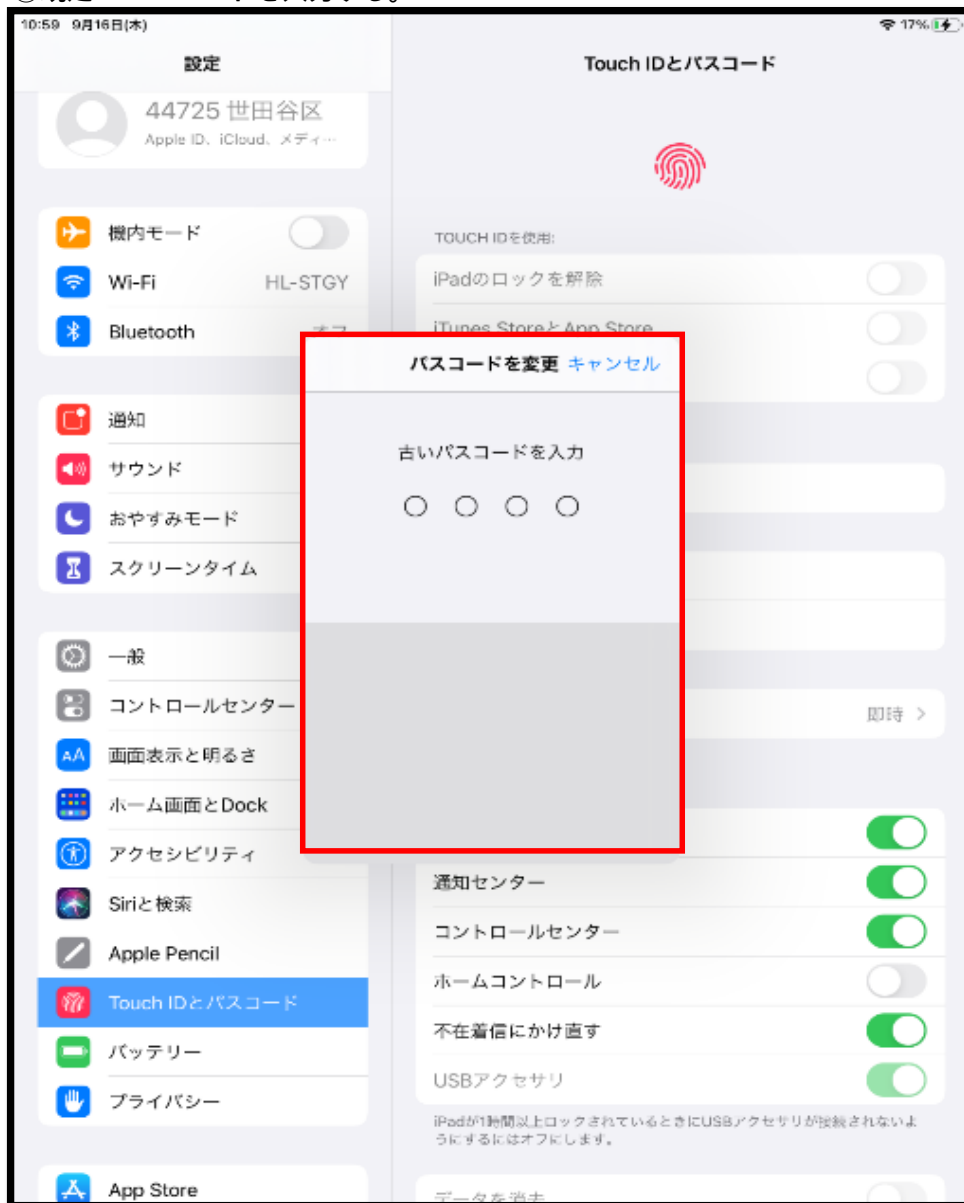 10:59 9月16日(木)
17%
設定
Touch IDとパスコード
44725 世田谷区
Apple ID、iCloud、メディ…
機内モード
TOUCH IDを使用:
Wi-Fi
HL-STGY
iPadのロックを解除
Bluetooth
iTunes StoreとApp Store
パスコードを変更 キャンセル
古いパスコードを入力
通知
サウンド
おやすみモード
スクリーンタイム
一般
コントロールセンター
即時
画面表示と明るさ
ホーム画面とDock
アクセシビリティ
Siriと検索
通知センター
コントロールセンター
Apple Pencil
ホームコントロール
Touch IDとパスコード
不在着信にかけ直す
バッテリー
USBアクセサリ
プライバシー
iPadが1時間以上ロックされているときにUSBアクセサリが接続されないよ
うにするにはオフにします。
App Store
データを消去